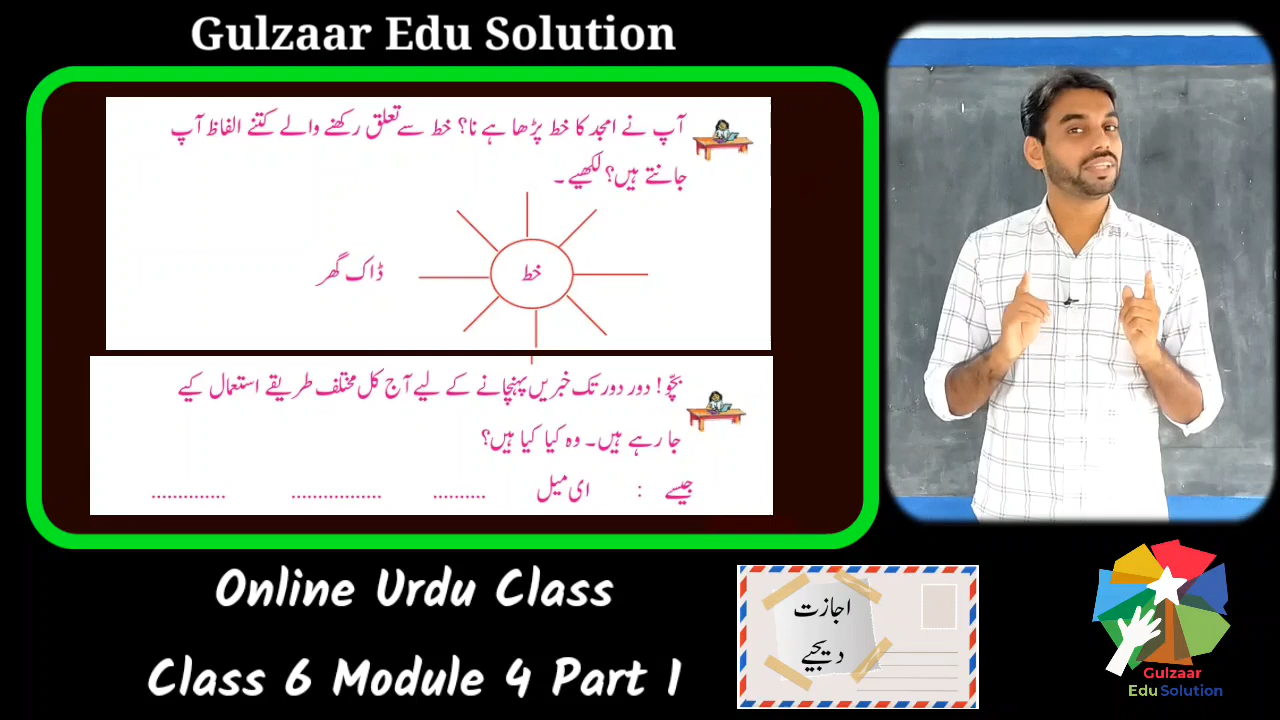 Gulzaar Edu Solution
آپ نے امجد کا خط پڑھا ہے نا؟ خط سے تعلق رکھنے والے کتنے الفاظ آپ
جانتے ہیں؟ لکھیے۔
خط
ڈاک گھر
بچّو! دور دور تک خبریں پہنچانے کے لیے آج کل مختلف طریقے استعمال کیے
جا رہے ہیں۔ وہ کیا کیا ہیں؟
جیسے : ای میل .......... ................. ..............
Online Urdu Class
Class 6 Module 4 Part 1
اجازت
دیجیے
Gulzaar
Edu Solution